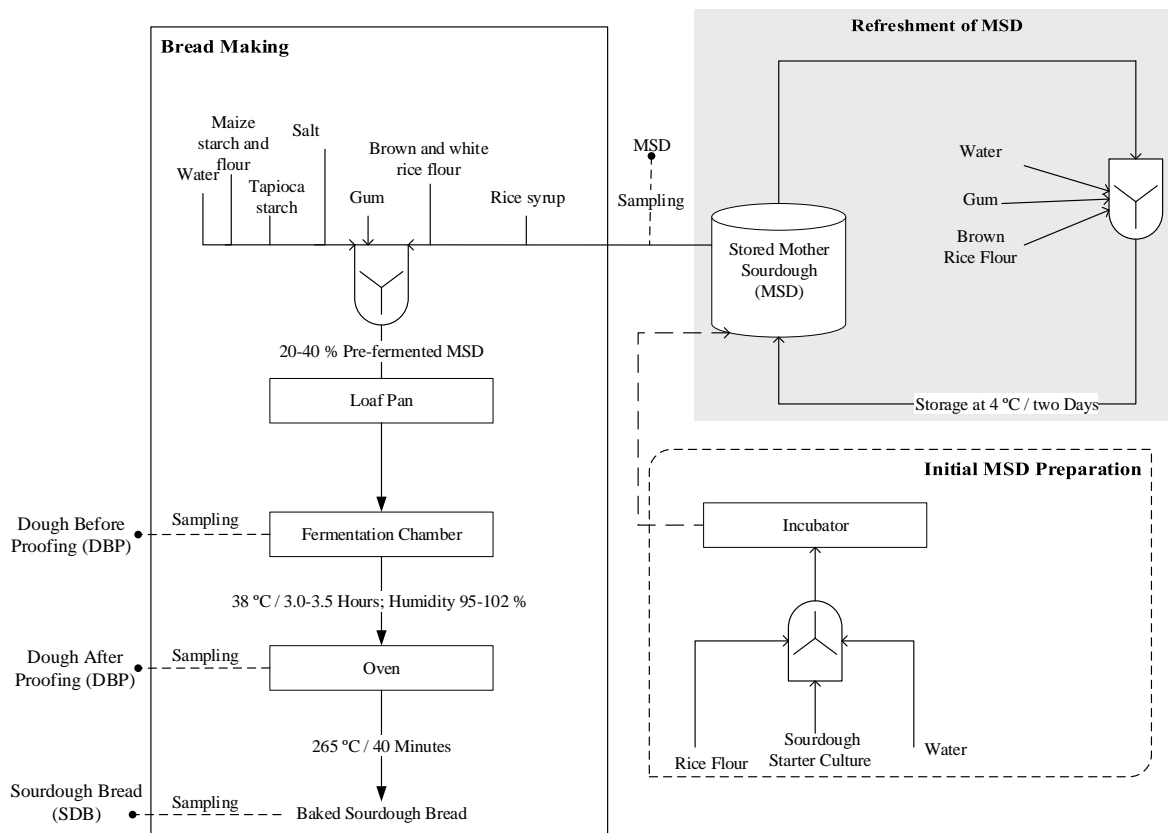 Bread Making
Maize
starch and
flour
Water
Tapioca
starch
Salt
Gum
Brown and white
rice flour
Rice syrup
MSD
Sampling
20-40 % Pre-fermented MSD
Loaf Pan
Dough Before
Proofing (DBP)
Sampling
Fermentation Chamber
38 ºC / 3.0-3.5 Hours; Humidity 95-102 %
Dough After
Proofing (DBP)
Sampling
Oven
265 ºC / 40 Minutes
Sourdough Bread
(SDB)
Sampling
Baked Sourdough Bread
Refreshment of MSD
Stored Mother
Sourdough
(MSD)
Water
Gum
Brown
Rice Flour
Storage at 4 ºC / two Days
Initial MSD Preparation
Incubator
Rice Flour
Sourdough
Starter Culture
Water